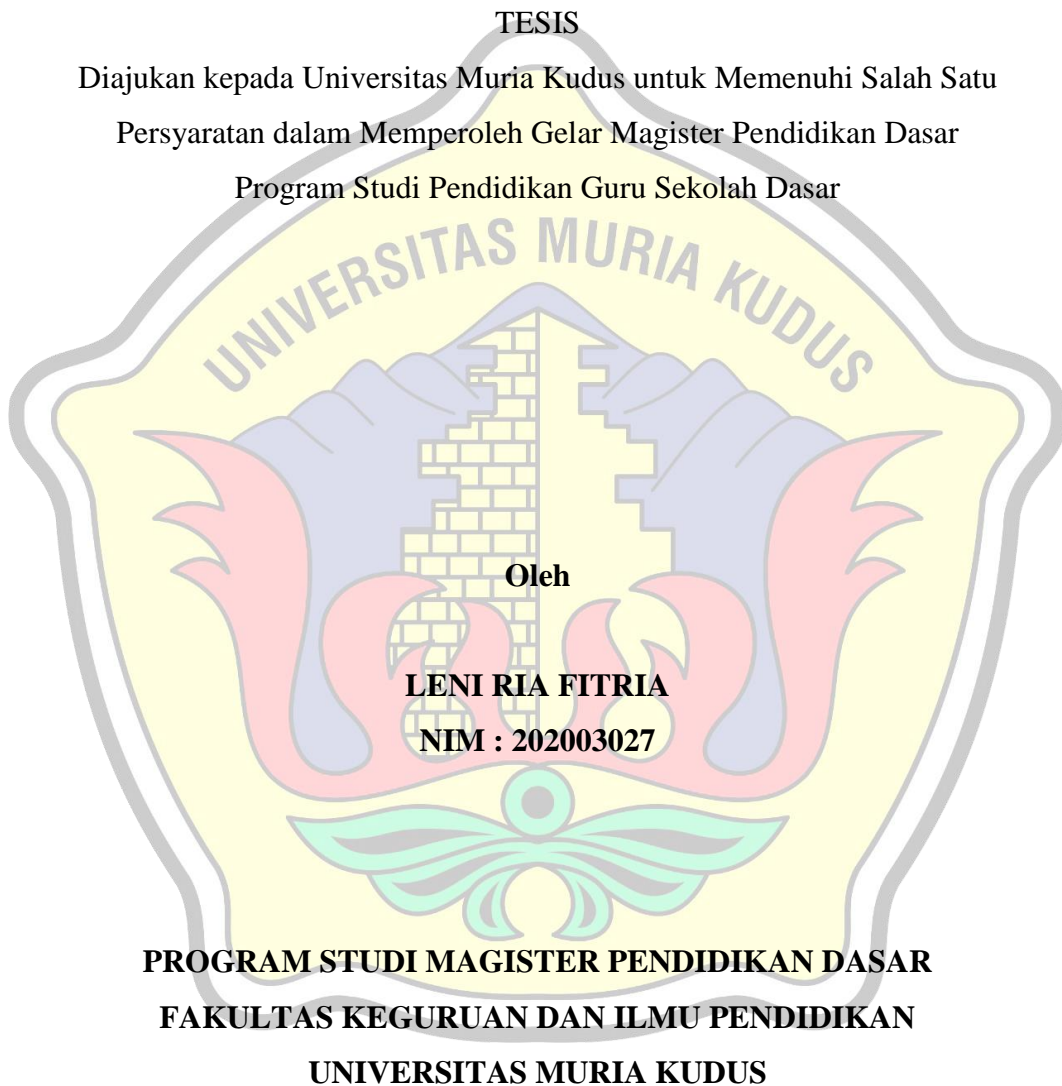 TESIS
Diajukan kepada Universitas Muria Kudus untuk Memenuhi Salah Satu
Persyaratan dalam Memperoleh Gelar Magister Pendidikan Dasar
Program Studi Pendidikan Guru Sekolah Dasar
UNIVERSITAS MURIA KUDUS
Oleh
LENI RIA FITRIA
NIM : 202003027
PROGRAM STUDI MAGISTER PENDIDIKAN DASAR
FAKULTAS KEGURUAN DAN ILMU PENDIDIKAN
UNIVERSITAS MURIA KUDUS